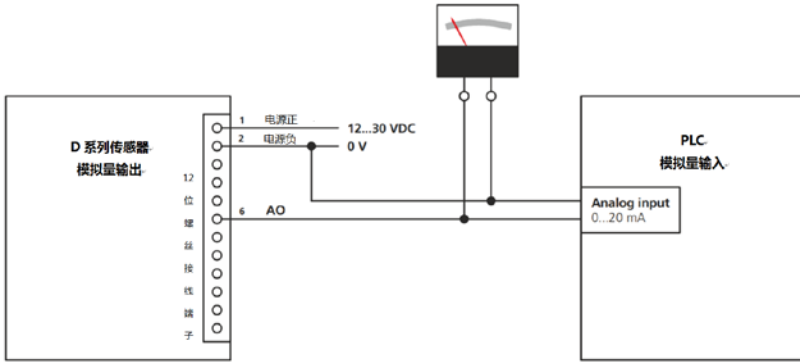 D 系列传感器
模拟量输出
12
位
螺
丝
接
线
端
子
1 电源正
12...30 VDC
2 电源负
0 V
6 AO
PLC
模拟量输入
Analog input
0...20 mA